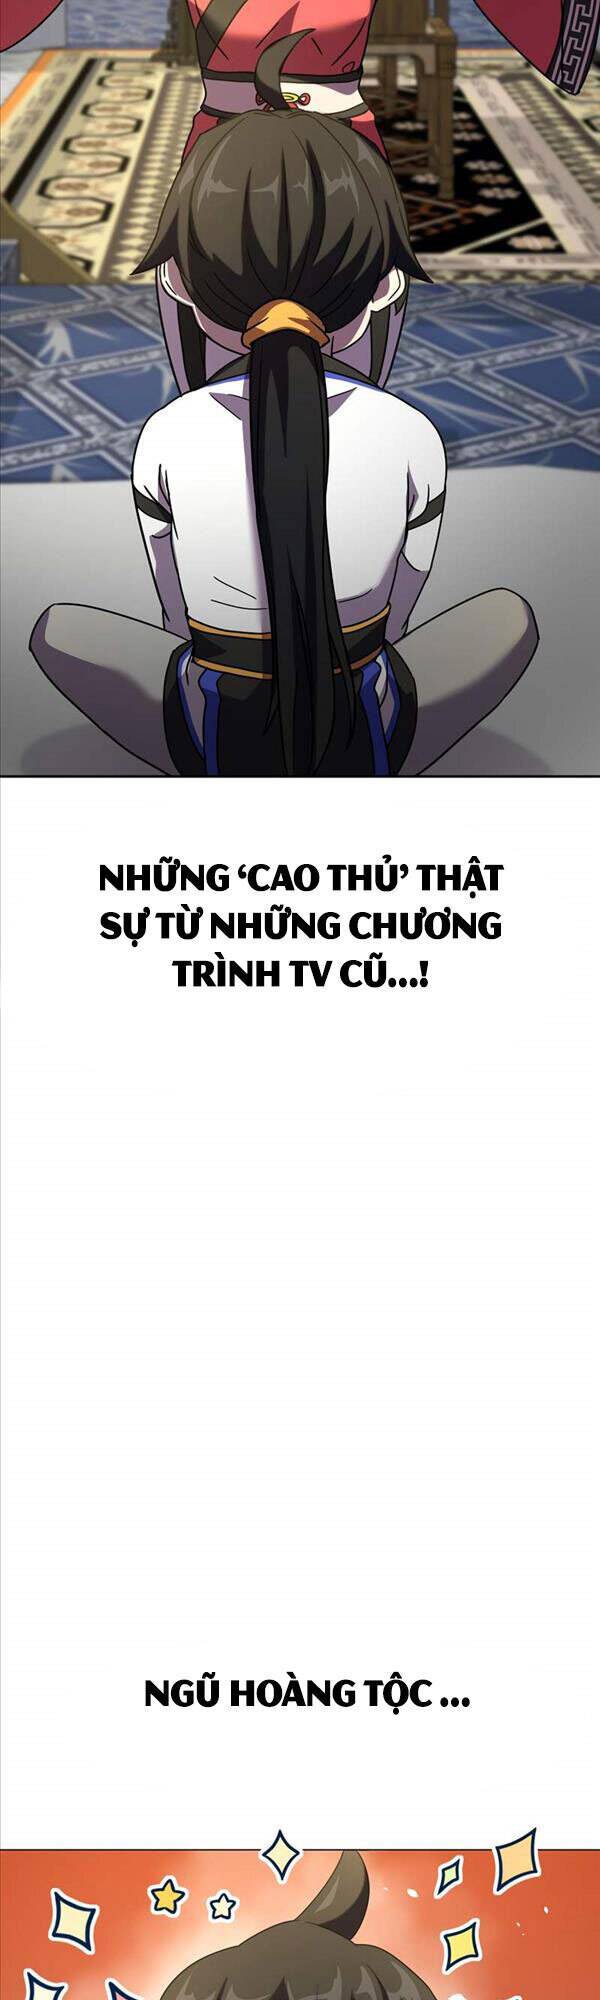 NHỮNG ‘CAO THỦ’ THẬT
SỰ TỪ NHỮNG CHƯƠNG
TRÌNH TV CŨ...!
NGŨ HOÀNG TỘC ...